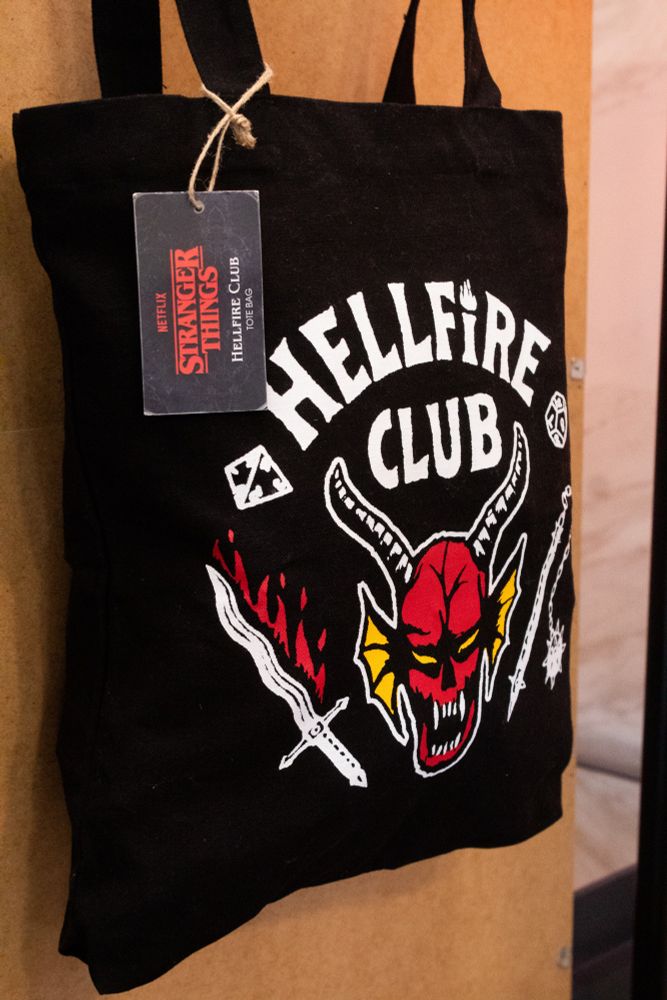 NETFLIX
STRANGER
THINGS
HELLFIRE CLUB
TOTE BAG
HELLFiRE
CLUB